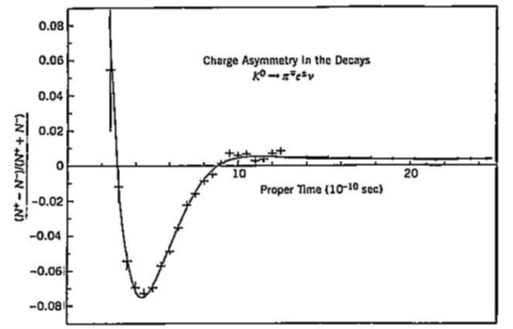 0.08
Charge Asymmetry In the Decays
K⁰→π∓e±ν
0.06
0.04
0.02
0
-0.02
-0.04
-0.06
-0.08
(N⁺ – N⁻)/(N⁺ + N⁻)
10
20
Proper Time (10⁻¹⁰ sec)